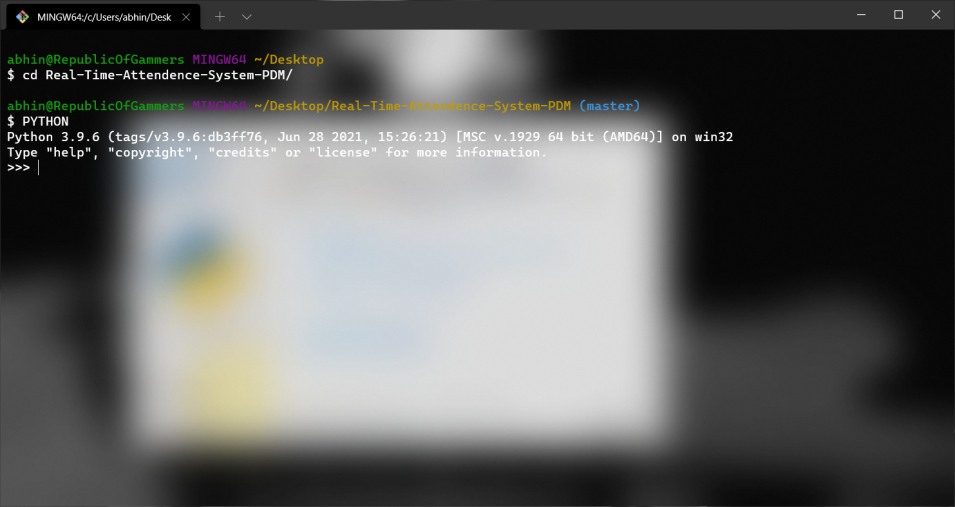 MINGW64:/c/Users/abhin/Desk
abhin@RepublicOfGammers MINGW64 ~/Desktop
$ cd Real-Time-Attendence-System-PDM/
abhin@RepublicOfGammers MINGW64 ~/Desktop/Real-Time-Attendence-System-PDM (master)
$ PYTHON
Python 3.9.6 (tags/v3.9.6:db3ff76, Jun 28 2021, 15:26:21) [MSC v.1929 64 bit (AMD64)] on win32
Type "help", "copyright", "credits" or "license" for more information.
>>>